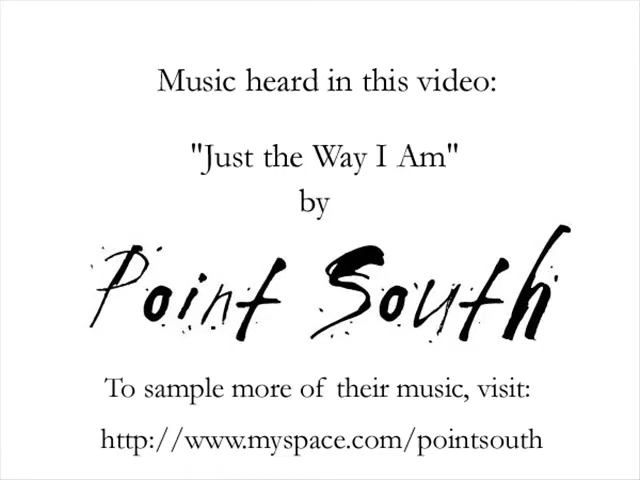 Music heard in this video:
"Just the Way I Am"
by
Point South
To sample more of their music, visit:
http://www.myspace.com/pointsouth